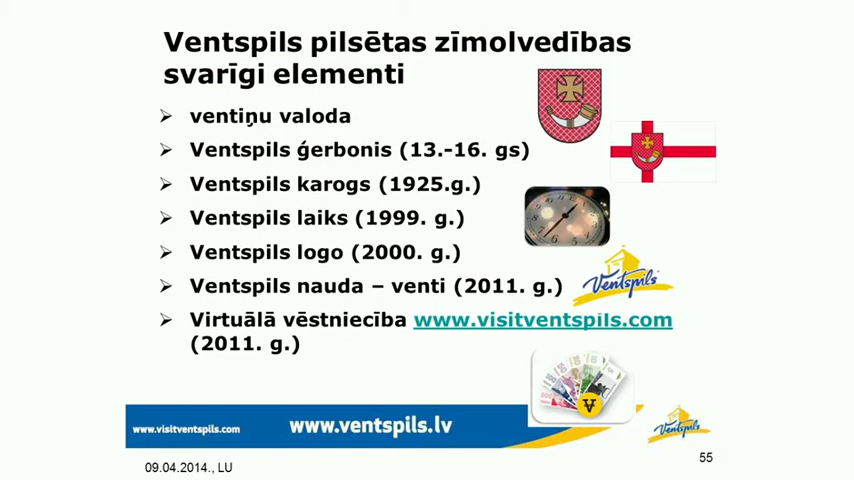 Ventspils pilsētas zīmolvedības
svarīgi elementi
ventiņu valoda
Ventspils ģerbonis (13.-16. gs)
Ventspils karogs (1925.g.)
Ventspils laiks (1999. g.)
Ventspils logo (2000. g.)
Ventspils nauda – venti (2011. g.)
Ventspils
Virtuālā vēstniecība www.visitventspils.com
(2011. g.)
www.visitventspils.com
www.ventspils.lv
Ventspils
55
09.04.2014., LU